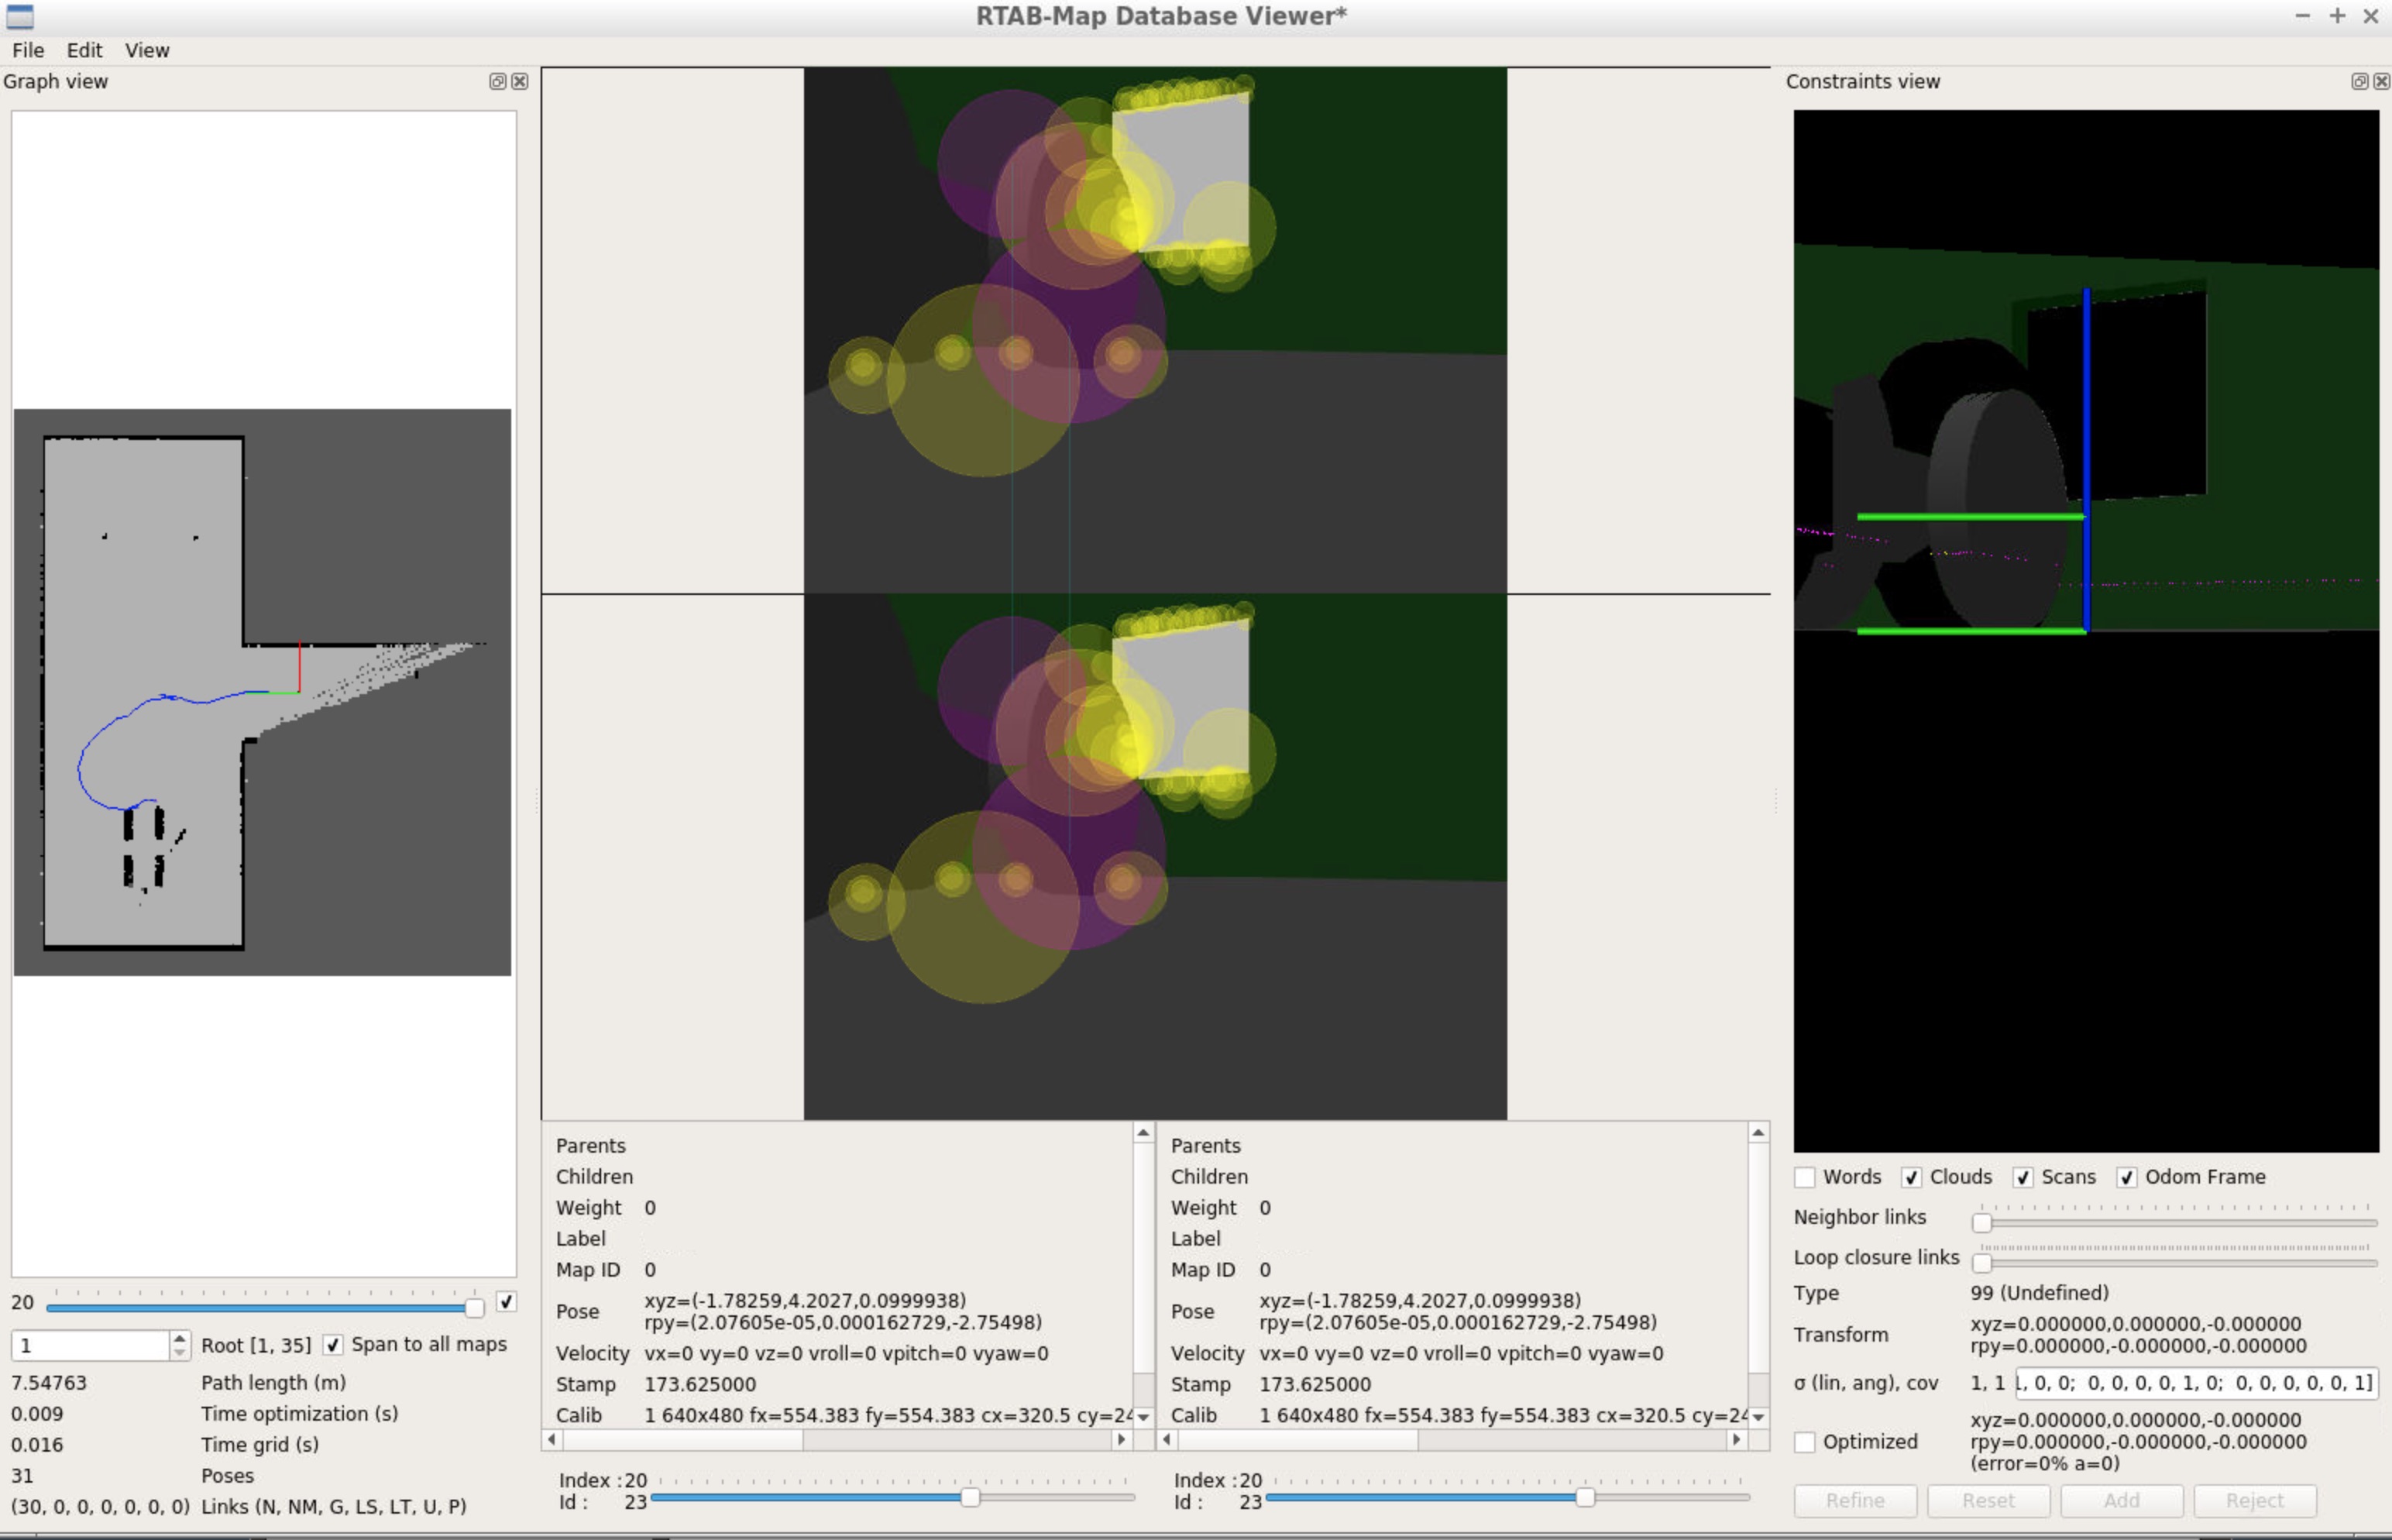 RTAB-Map Database Viewer*
File Edit View
Graph view
20
1 Root [1, 35] Span to all maps
7.54763 Path length (m)
0.009 Time optimization (s)
0.016 Time grid (s)
31 Poses
(30, 0, 0, 0, 0, 0, 0) Links (N, NM, G, LS, LT, U, P)
Parents
Children
Weight 0
Label
Map ID 0
Pose xyz=(-1.78259,4.2027,0.0999938)
rpy=(2.07605e-05,0.000162729,-2.75498)
Velocity vx=0 vy=0 vz=0 vroll=0 vpitch=0 vyaw=0
Stamp 173.625000
Calib 1 640x480 fx=554.383 fy=554.383 cx=320.5 cy=24
Index :20
Id : 23
Parents
Children
Weight 0
Label
Map ID 0
Pose xyz=(-1.78259,4.2027,0.0999938)
rpy=(2.07605e-05,0.000162729,-2.75498)
Velocity vx=0 vy=0 vz=0 vroll=0 vpitch=0 vyaw=0
Stamp 173.625000
Calib 1 640x480 fx=554.383 fy=554.383 cx=320.5 cy=24
Index :20
Id : 23
Constraints view
Words Clouds Scans Odom Frame
Neighbor links
Loop closure links
Type 99 (Undefined)
Transform xyz=0.000000,0.000000,-0.000000
rpy=0.000000,-0.000000,-0.000000
σ (lin, ang), cov 1, 1 , 0, 0; 0, 0, 0, 0, 1, 0; 0, 0, 0, 0, 0, 1]
Optimized xyz=0.000000,0.000000,-0.000000
rpy=0.000000,-0.000000,-0.000000
(error=0% a=0)
Refine Reset Add Reject